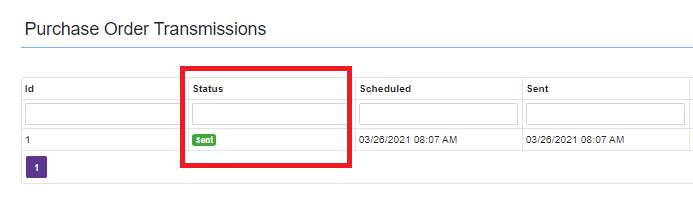 Purchase Order Transmissions
Id Status Scheduled Sent
1 Sent 03/26/2021 08:07 AM 03/26/2021 08:07 AM
1